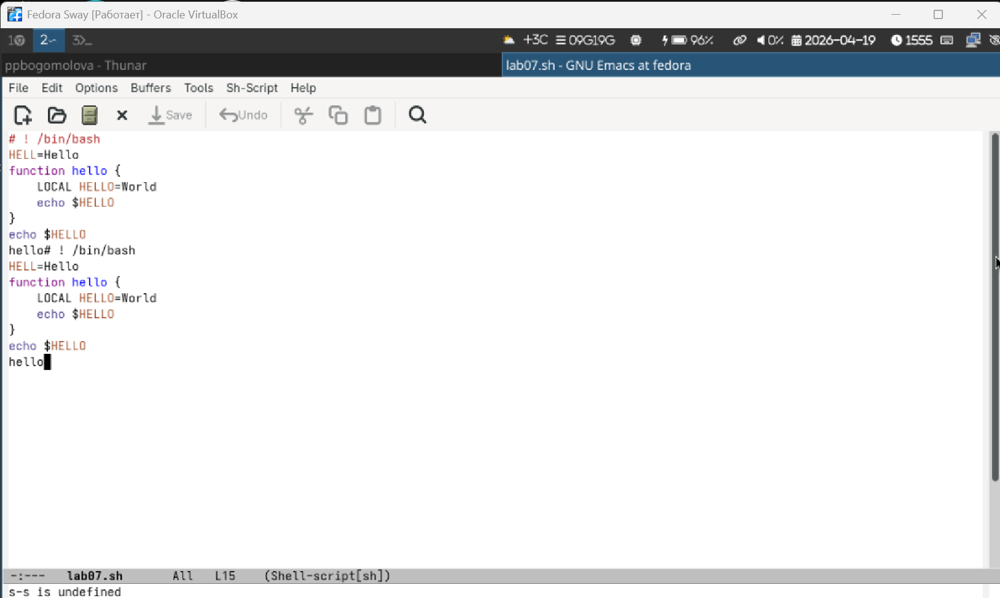 Fedora Sway [Работает] - Oracle VirtualBox
1 2 3 +3C 09G19G 96% 0% 2026-04-19 1555
ppbogomolova - Thunar lab07.sh - GNU Emacs at fedora
File Edit Options Buffers Tools Sh-Script Help
Save Undo
# ! /bin/bash
HELL=Hello
function hello {
    LOCAL HELLO=World
    echo $HELLO
}
echo $HELLO
hello# ! /bin/bash
HELL=Hello
function hello {
    LOCAL HELLO=World
    echo $HELLO
}
echo $HELLO
hello
-:--- lab07.sh All L15 (Shell-script[sh])
s-s is undefined